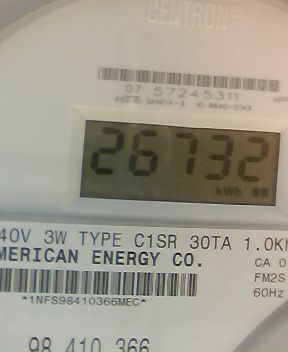 CENTRON®
07 57245311
26732
kWh
40V 3W TYPE C1SR 30TA 1.0K
MERICAN ENERGY CO.
CA 0
FM2S
60Hz
*1NFS98410366MEC*
98 410 366